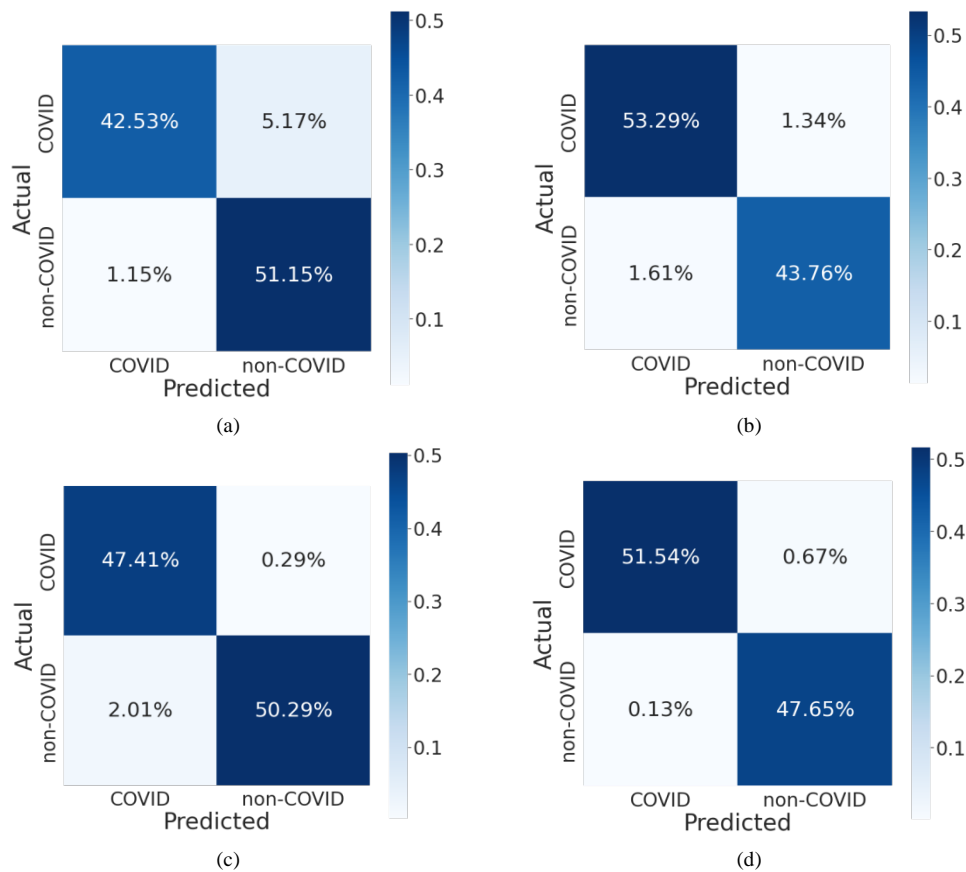 0.5
0.4
0.3
0.2
0.1
COVID
non-COVID
Actual
42.53%
5.17%
1.15%
51.15%
COVID
non-COVID
Predicted
(a)
0.5
0.4
0.3
0.2
0.1
COVID
non-COVID
Actual
53.29%
1.34%
1.61%
43.76%
COVID
non-COVID
Predicted
(b)
0.5
0.4
0.3
0.2
0.1
COVID
non-COVID
Actual
47.41%
0.29%
2.01%
50.29%
COVID
non-COVID
Predicted
(c)
0.5
0.4
0.3
0.2
0.1
COVID
non-COVID
Actual
51.54%
0.67%
0.13%
47.65%
COVID
non-COVID
Predicted
(d)